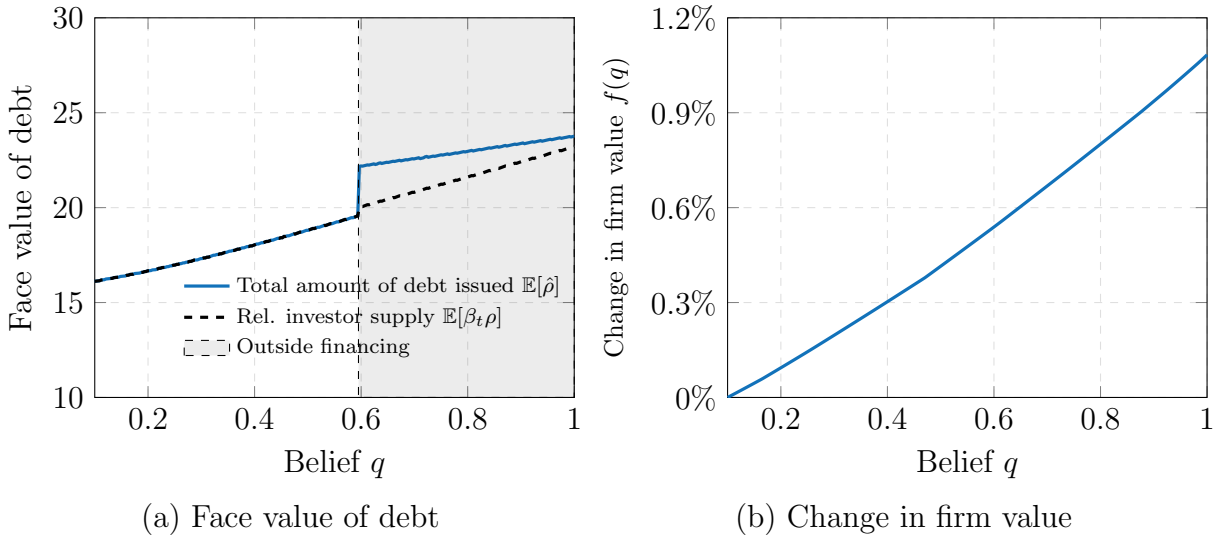 Face value of debt
30
25
20
15
10
0.2
0.4
0.6
0.8
1
Belief q
Total amount of debt issued 𝔼[ρ̂]
Rel. investor supply 𝔼[β_tρ]
Outside financing
(a) Face value of debt
Change in firm value f(q)
1.2%
0.9%
0.6%
0.3%
0%
0.2
0.4
0.6
0.8
1
Belief q
(b) Change in firm value